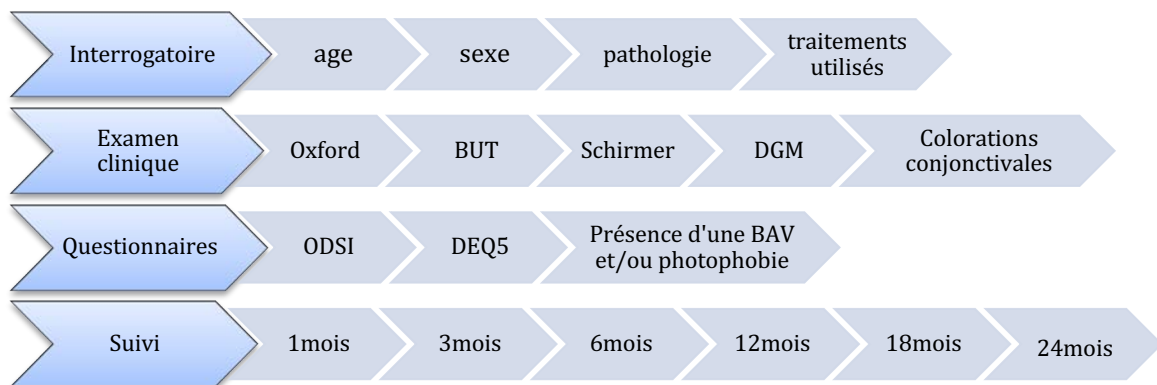 Interrogatoire
age
sexe
pathologie
traitements
utilisés
Examen
clinique
Oxford
BUT
Schirmer
DGM
Colorations
conjonctivales
Questionnaires
ODSI
DEQ5
Présence d'une BAV
et/ou photophobie
Suivi
1mois
3mois
6mois
12mois
18mois
24mois